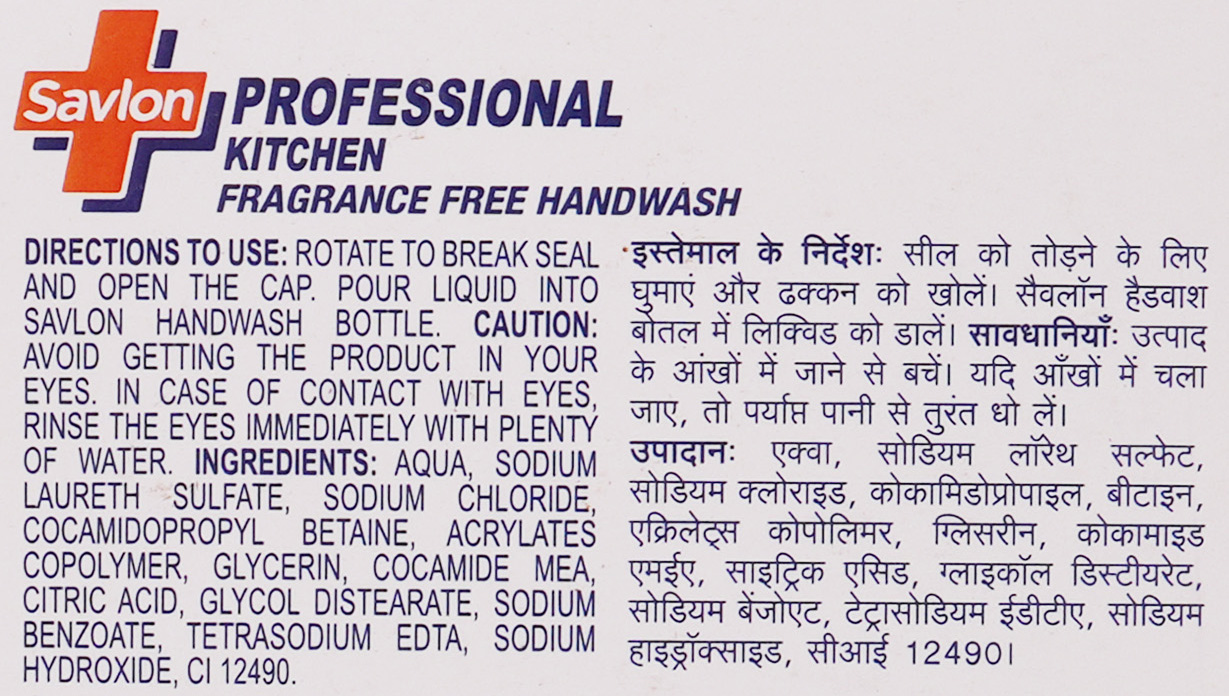 Savlon
PROFESSIONAL
KITCHEN
FRAGRANCE FREE HANDWASH
DIRECTIONS TO USE: ROTATE TO BREAK SEAL
AND OPEN THE CAP. POUR LIQUID INTO
SAVLON HANDWASH BOTTLE. CAUTION:
AVOID GETTING THE PRODUCT IN YOUR
EYES. IN CASE OF CONTACT WITH EYES,
RINSE THE EYES IMMEDIATELY WITH PLENTY
OF WATER. INGREDIENTS: AQUA, SODIUM
LAURETH SULFATE, SODIUM CHLORIDE,
COCAMIDOPROPYL BETAINE, ACRYLATES
COPOLYMER, GLYCERIN, COCAMIDE MEA,
CITRIC ACID, GLYCOL DISTEARATE, SODIUM
BENZOATE, TETRASODIUM EDTA, SODIUM
HYDROXIDE, CI 12490.
इस्तेमाल के निर्देशः सील को तोड़ने के लिए
घुमाएं और ढक्कन को खोलें। सैवलॉन हैडवाश
बोतल में लिक्विड को डालें। सावधानियाँः उत्पाद
के आंखों में जाने से बचें। यदि आँखों में चला
जाए, तो पर्याप्त पानी से तुरंत धो लें।
उपादानः एक्वा, सोडियम लॉरेथ सल्फेट,
सोडियम क्लोराइड, कोकामिडोप्रोपाइल, बीटाइन,
एक्रिलेट्स कोपोलिमर, ग्लिसरीन, कोकामाइड
एमईए, साइट्रिक एसिड, ग्लाइकॉल डिस्टीयरेट,
सोडियम बेंजोएट, टेट्रासोडियम ईडीटीए, सोडियम
हाइड्रॉक्साइड, सीआई 12490।